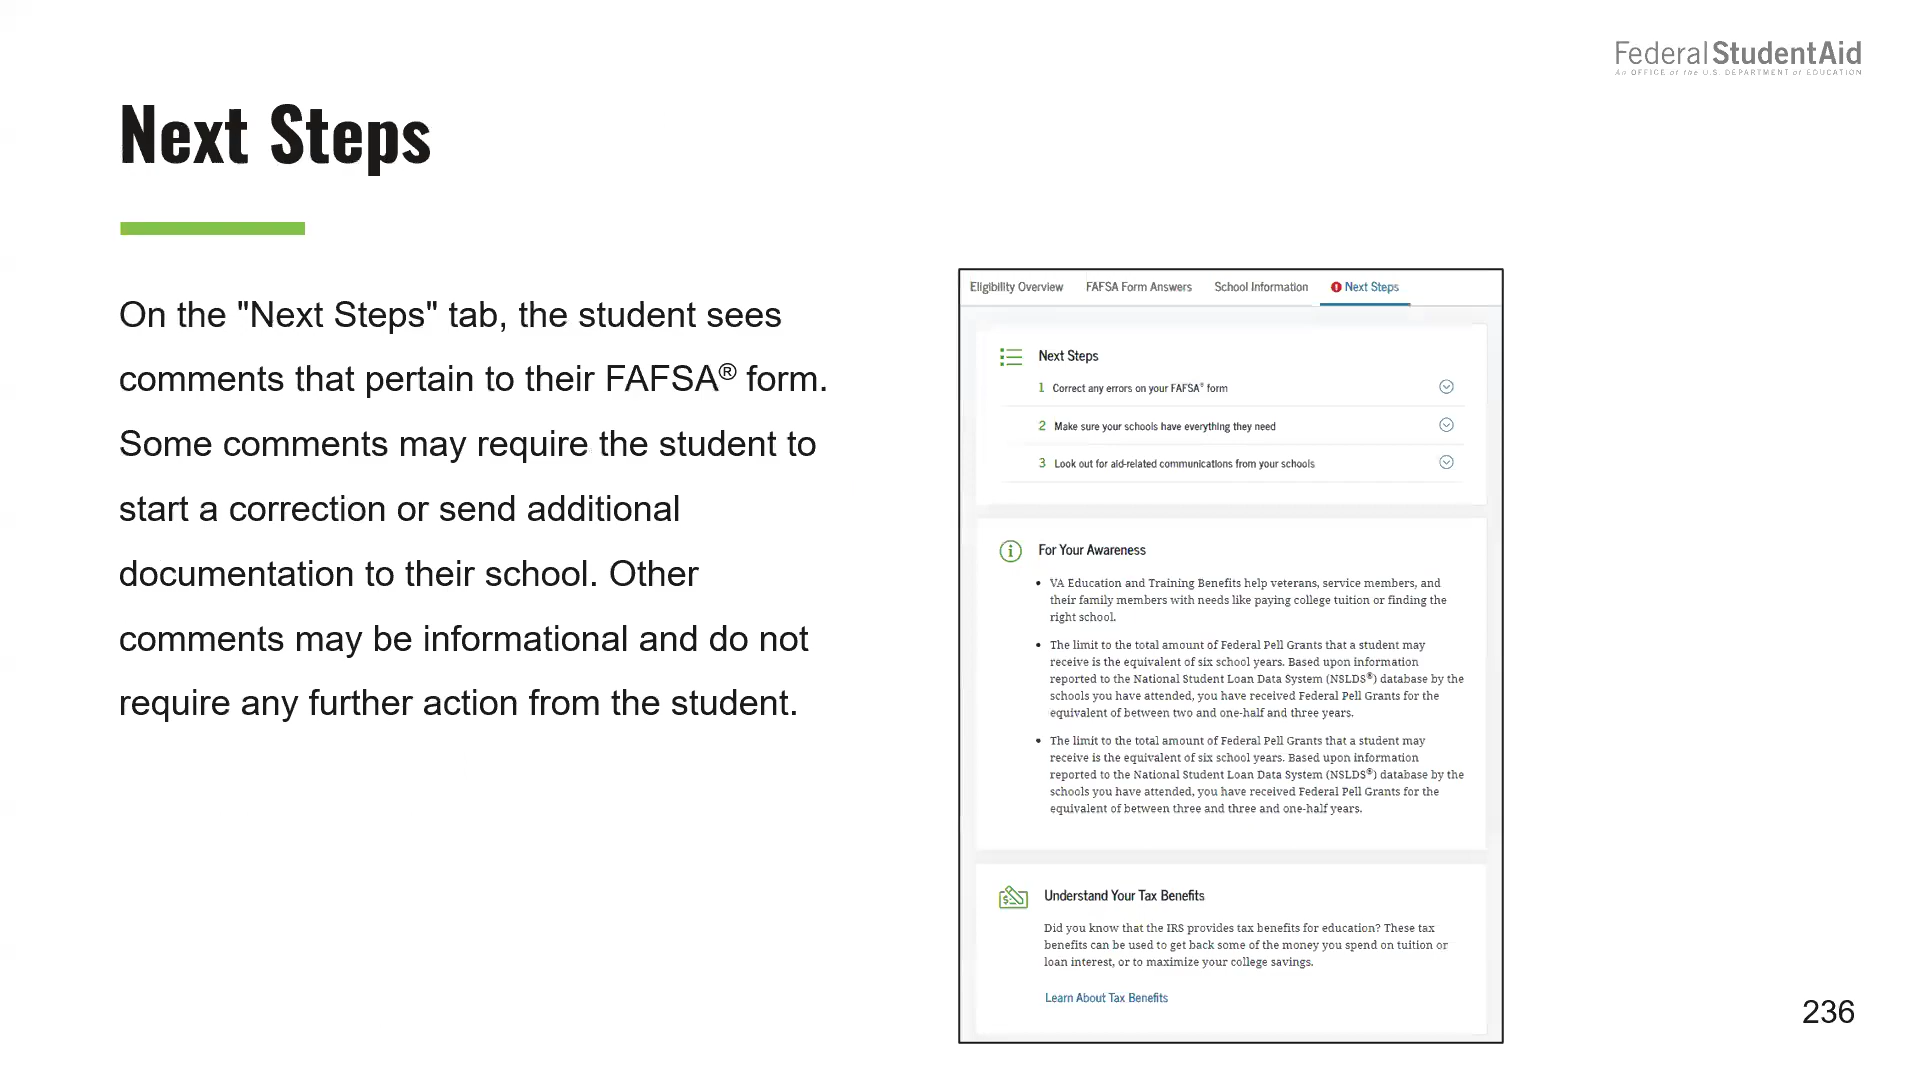 Federal StudentAid
An OFFICE of the U.S. DEPARTMENT of EDUCATION
Next Steps
On the "Next Steps" tab, the student sees
comments that pertain to their FAFSA® form.
Some comments may require the student to
start a correction or send additional
documentation to their school. Other
comments may be informational and do not
require any further action from the student.
Eligibility Overview FAFSA Form Answers School Information Next Steps
Next Steps
1 Correct any errors on your FAFSA® form
2 Make sure your schools have everything they need
3 Look out for aid-related communications from your schools
For Your Awareness
• VA Education and Training Benefits help veterans, service members, and
their family members with needs like paying college tuition or finding the
right school.
• The limit to the total amount of Federal Pell Grants that a student may
receive is the equivalent of six school years. Based upon information
reported to the National Student Loan Data System (NSLDS®) database by the
schools you have attended, you have received Federal Pell Grants for the
equivalent of between two and one-half and three years.
• The limit to the total amount of Federal Pell Grants that a student may
receive is the equivalent of six school years. Based upon information
reported to the National Student Loan Data System (NSLDS®) database by the
schools you have attended, you have received Federal Pell Grants for the
equivalent of between three and three and one-half years.
Understand Your Tax Benefits
Did you know that the IRS provides tax benefits for education? These tax
benefits can be used to get back some of the money you spend on tuition or
loan interest, or to maximize your college savings.
Learn About Tax Benefits
236